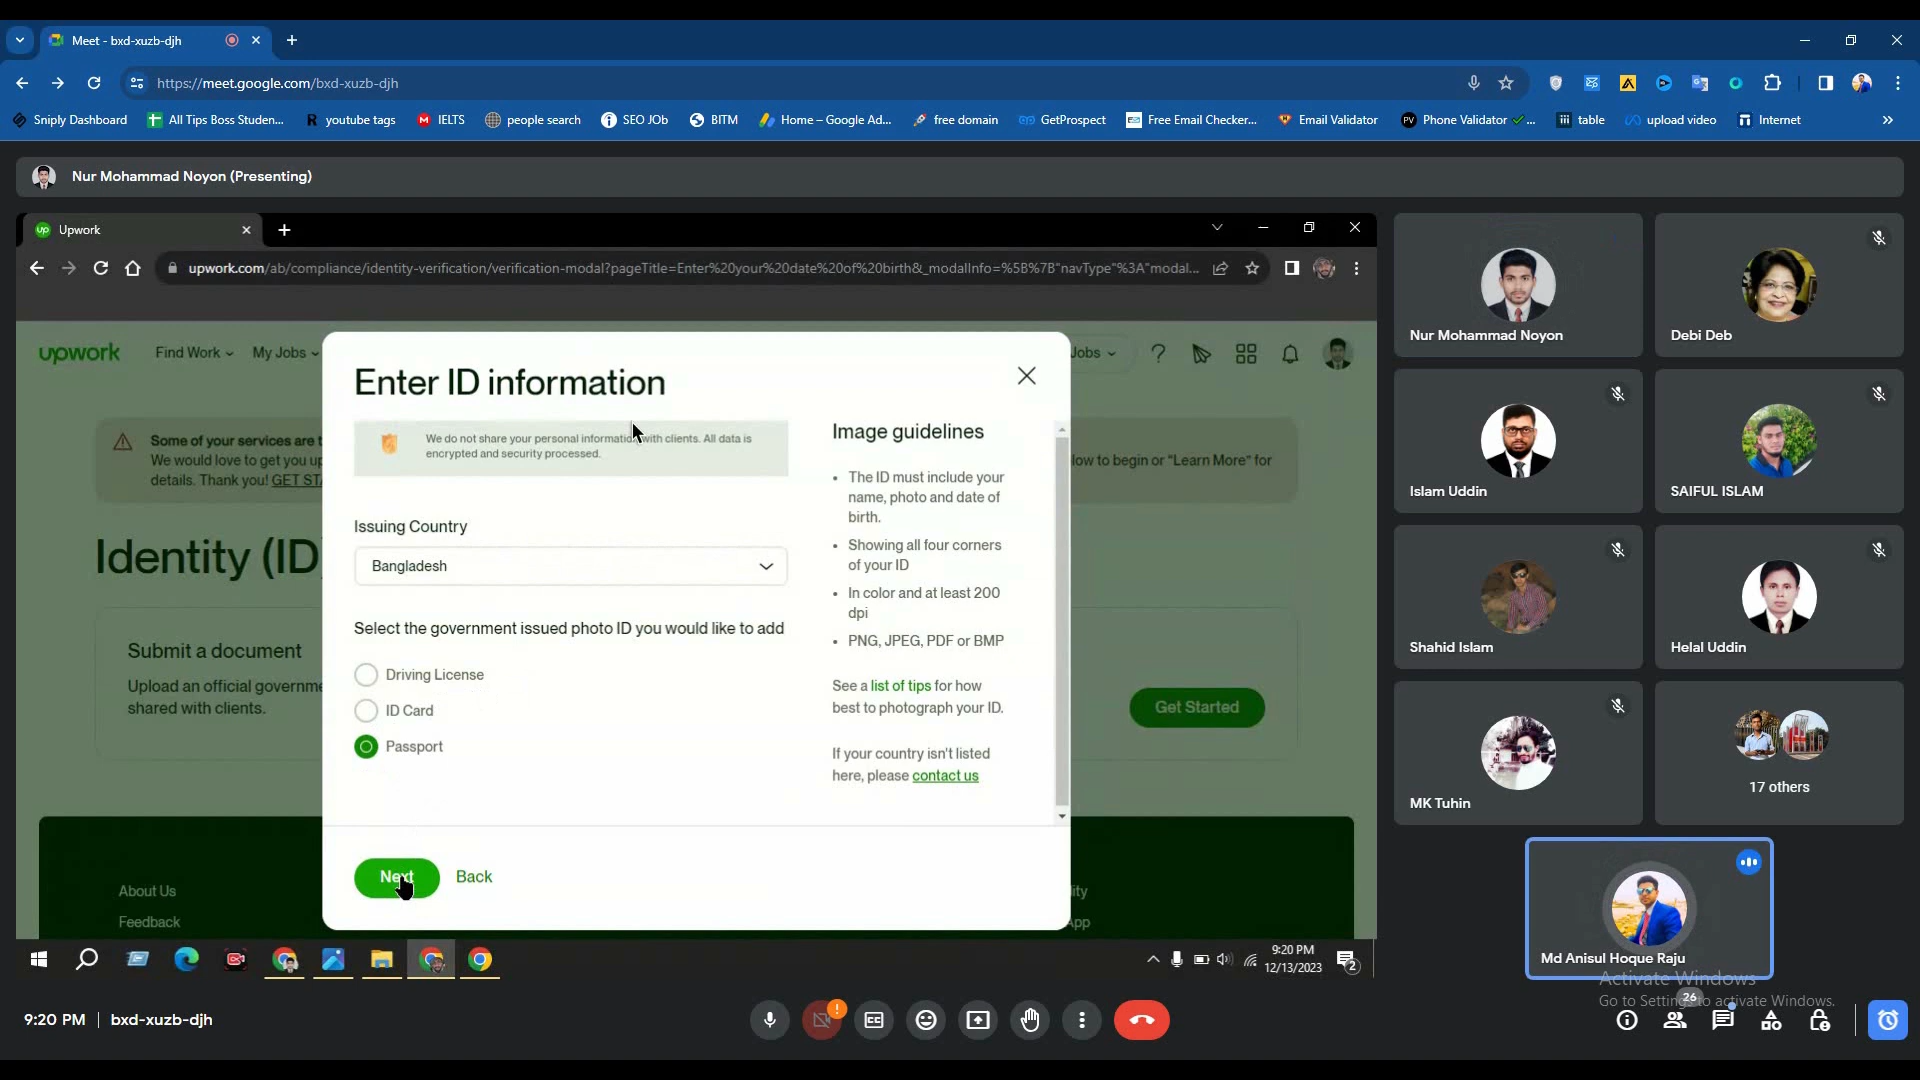 Meet - bxd-xuzb-djh
https://meet.google.com/bxd-xuzb-djh
Sniply Dashboard
All Tips Boss Studen...
youtube tags
IELTS
people search
SEO JOb
BITM
Home – Google Ad...
free domain
GetProspect
Free Email Checker...
Email Validator
Phone Validator ✓ ...
table
upload video
Internet
»
Nur Mohammad Noyon (Presenting)
Upwork
upwork.com/ab/compliance/identity-verification/verification-modal?pageTitle=Enter%20your%20date%20of%20birth&_modalInfo=%5B%7B"navType"%3A"modal...
upwork
Find Work
My Jobs
Jobs
Some of your services are t
We would love to get you up
details. Thank you! GET STA
low to begin or “Learn More” for
Identity (ID
Submit a document
Upload an official governme
shared with clients.
Get Started
About Us
Feedback
ity
App
Enter ID information
We do not share your personal information with clients. All data is
encrypted and security processed.
Issuing Country
Bangladesh
Select the government issued photo ID you would like to add
Driving License
ID Card
Passport
Image guidelines
• The ID must include your
name, photo and date of
birth.
• Showing all four corners
of your ID
• In color and at least 200
dpi
• PNG, JPEG, PDF or BMP
See a list of tips for how
best to photograph your ID.
If your country isn't listed
here, please contact us
Next
Back
9:20 PM
12/13/2023
2
Nur Mohammad Noyon
Debi Deb
Islam Uddin
SAIFUL ISLAM
Shahid Islam
Helal Uddin
MK Tuhin
17 others
Md Anisul Hoque Raju
Activate Windows
Go to Settings to activate Windows.
26
9:20 PM | bxd-xuzb-djh